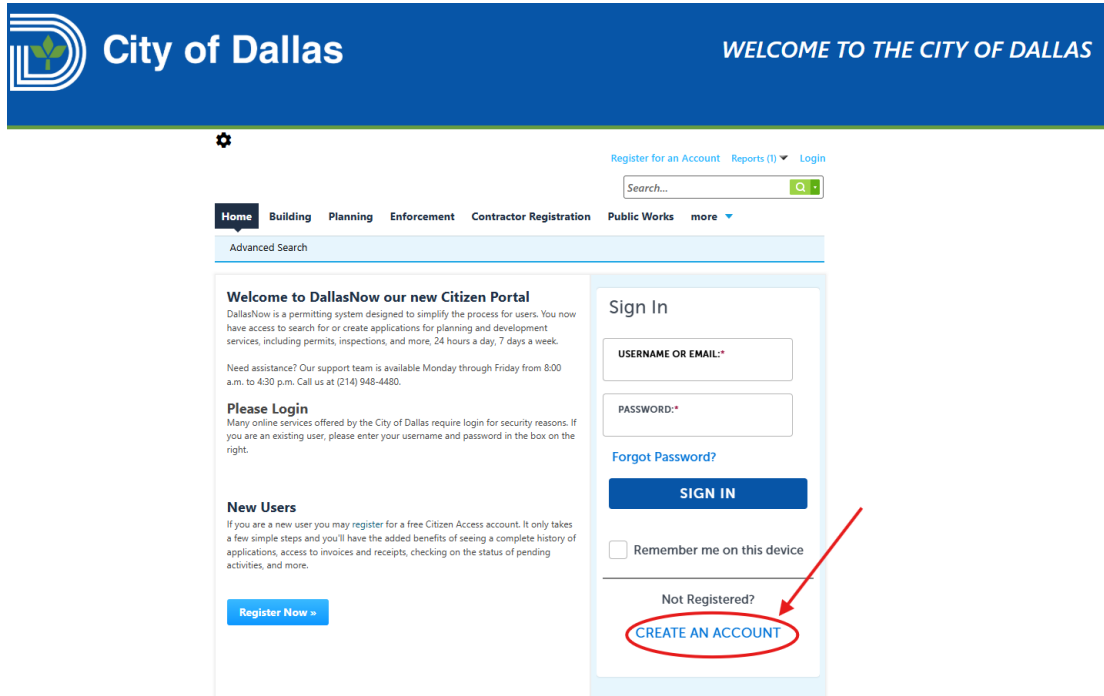 City of Dallas
WELCOME TO THE CITY OF DALLAS
Register for an Account Reports (1) Login
Search...
Home Building Planning Enforcement Contractor Registration Public Works more
Advanced Search
Welcome to DallasNow our new Citizen Portal
DallasNow is a permitting system designed to simplify the process for users. You now
have access to search for or create applications for planning and development
services, including permits, inspections, and more, 24 hours a day, 7 days a week.
Need assistance? Our support team is available Monday through Friday from 8:00
a.m. to 4:30 p.m. Call us at (214) 948-4480.
Please Login
Many online services offered by the City of Dallas require login for security reasons. If
you are an existing user, please enter your username and password in the box on the
right.
New Users
If you are a new user you may register for a free Citizen Access account. It only takes
a few simple steps and you'll have the added benefits of seeing a complete history of
applications, access to invoices and receipts, checking on the status of pending
activities, and more.
Register Now »
Sign In
USERNAME OR EMAIL:*
PASSWORD:*
Forgot Password?
SIGN IN
Remember me on this device
Not Registered?
CREATE AN ACCOUNT